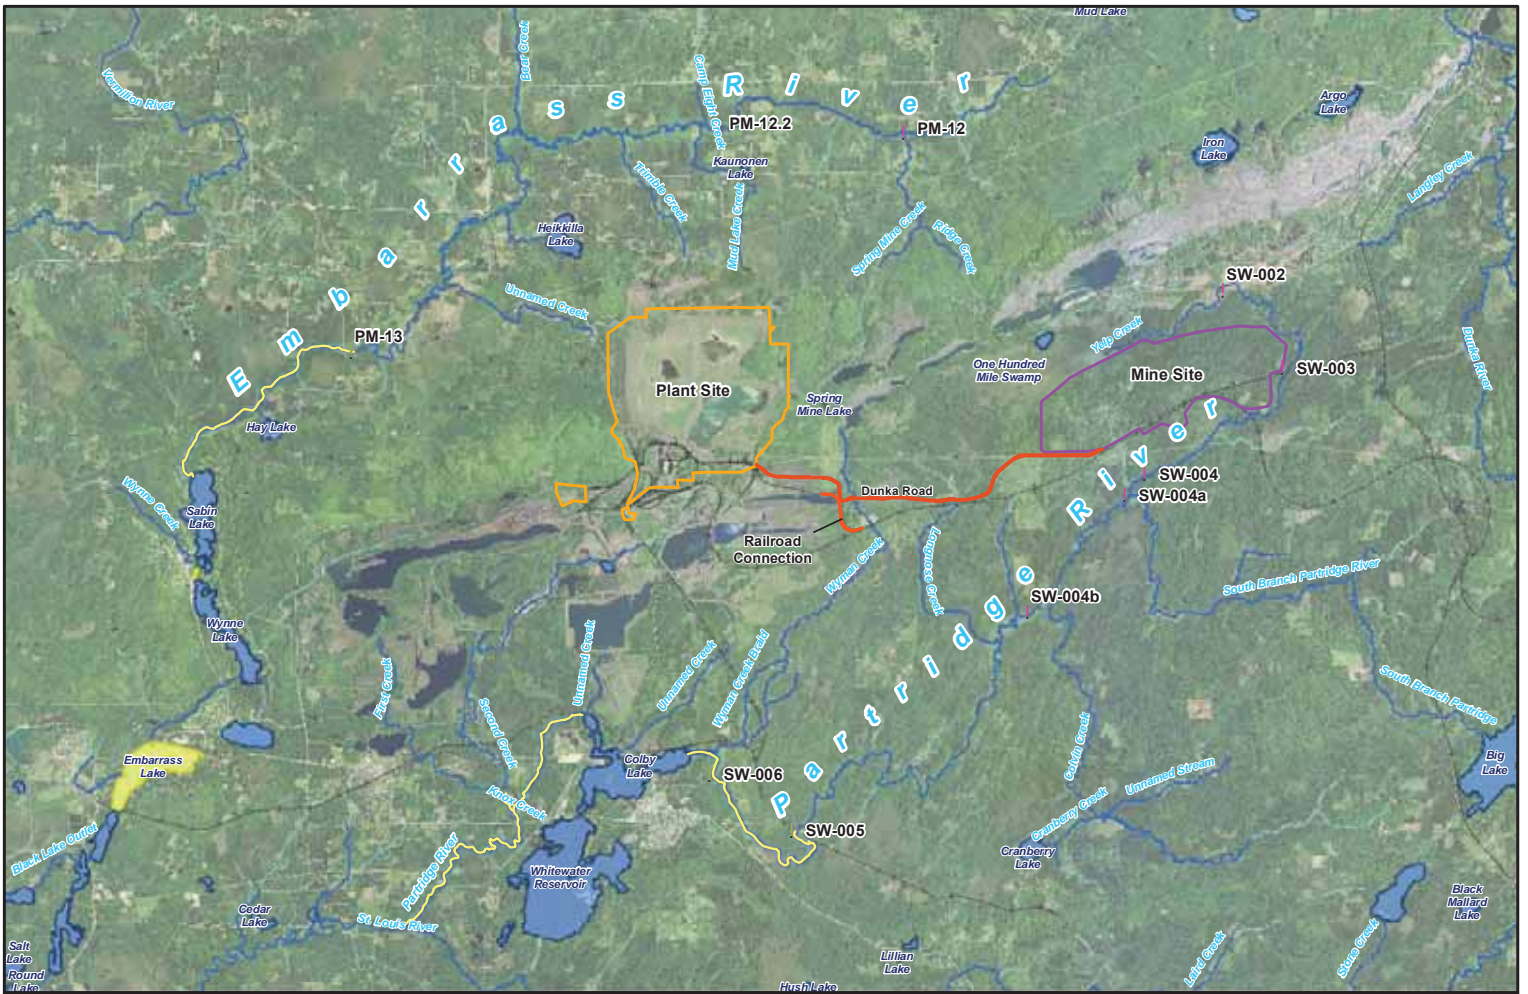 Mud Lake
Vermilion River
Bear Creek
Camp Eight Creek
Embarrass River
PM-12.2
PM-12
Argo
Lake
Iron
Lake
Kaunonen
Lake
Trimble Creek
Mud Lake Creek
Langley Creek
Heikkilla
Lake
Spring Mine Creek
Ridge Creek
SW-002
Unnamed Creek
PM-13
Yelp Creek
Dunka River
One Hundred
Mile Swamp
Mine Site
SW-003
Plant Site
Spring
Mine Lake
Hay Lake
Partridge River
SW-004
SW-004a
Wynne Creek
Sabin
Lake
Dunka Road
Railroad
Connection
Wyman Creek
Longnose Creek
South Branch Partridge River
SW-004b
Wynne
Lake
Unnamed Creek
Unnamed Creek
Wyman Creek Braid
First Creek
Second Creek
South Branch Partridge
Colvin Creek
Embarrass
Lake
Colby
Lake
SW-006
Unnamed Stream
Big
Lake
Knox Creek
Cranberry Creek
SW-005
Black Lake Outlet
Partridge River
Cranberry
Lake
Whitewater
Reservoir
Cedar
Lake
St. Louis River
Black
Mallard
Lake
Salt
Lake
Round
Lake
Lillian
Lake
Laird Creek
Stone Creek
Hush Lake